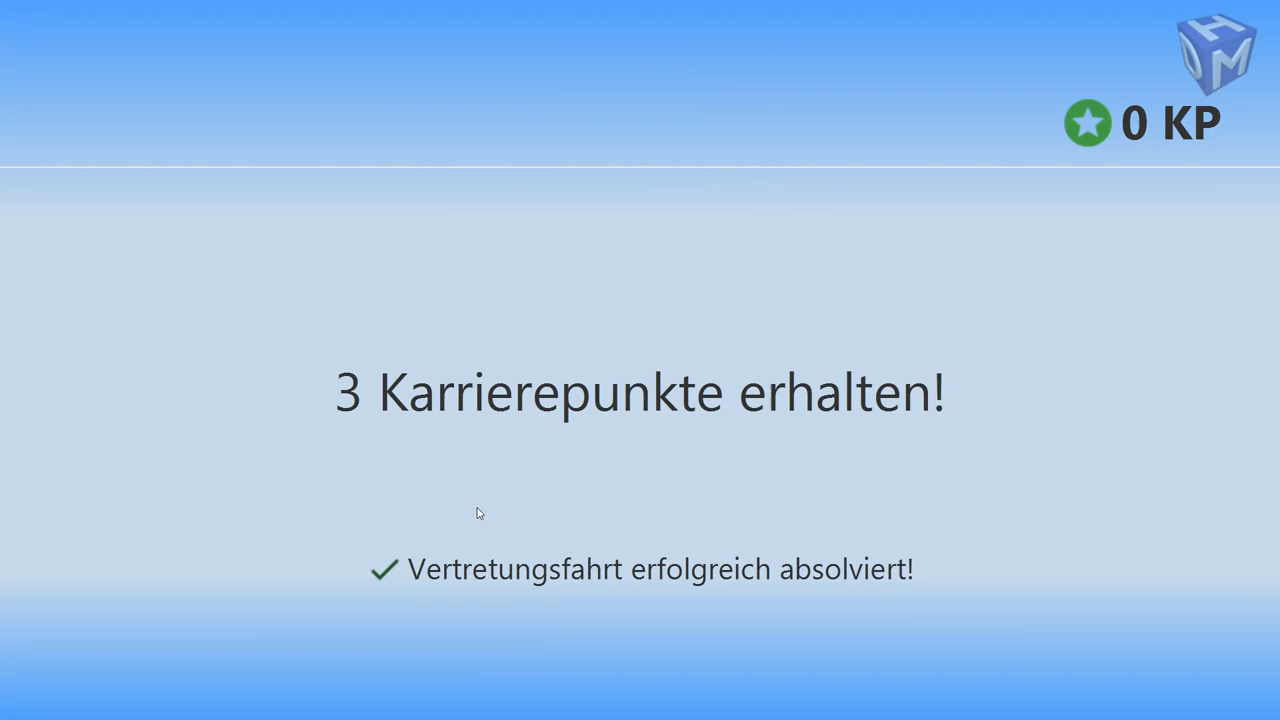 H
D M
0 KP
3 Karrierepunkte erhalten!
Vertretungsfahrt erfolgreich absolviert!